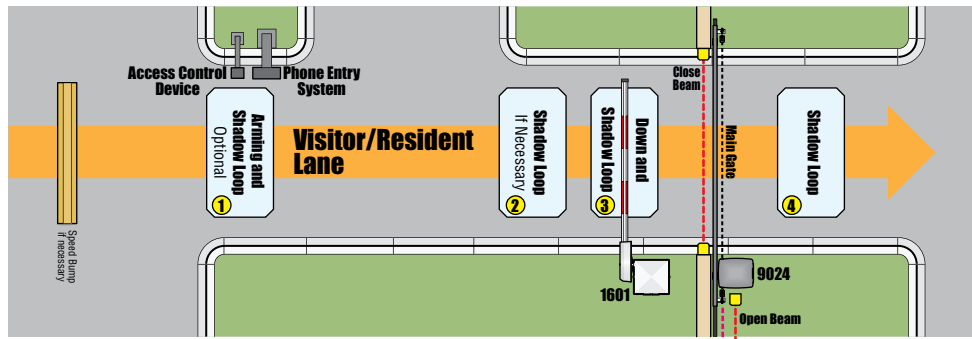 Access Control
Device
Phone Entry
System
Close
Beam
Speed Bump
if necessary
Arming and
Shadow Loop
Optional
1
Visitor/Resident
Lane
Shadow Loop
If Necessary
2
Down and
Shadow Loop
3
Main Gate
Shadow Loop
4
1601
9024
Open Beam